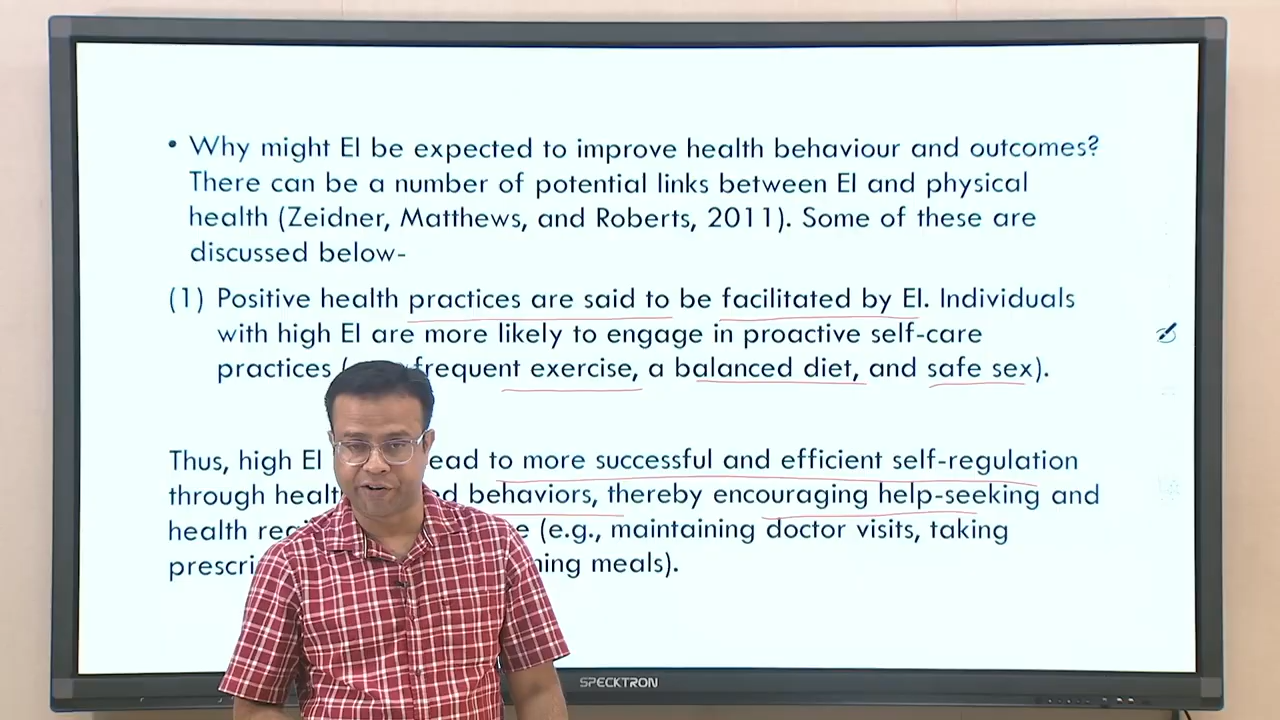 • Why might EI be expected to improve health behaviour and outcomes?
There can be a number of potential links between EI and physical
health (Zeidner, Matthews, and Roberts, 2011). Some of these are
discussed below-
(1) Positive health practices are said to be facilitated by EI. Individuals
with high EI are more likely to engage in proactive self-care
practices ( frequent exercise, a balanced diet, and safe sex).
Thus, high EI to more successful and efficient self-regulation
through behaviors, thereby encouraging help-seeking and
health (e.g., maintaining doctor visits, taking
meals).
SPECKTRON